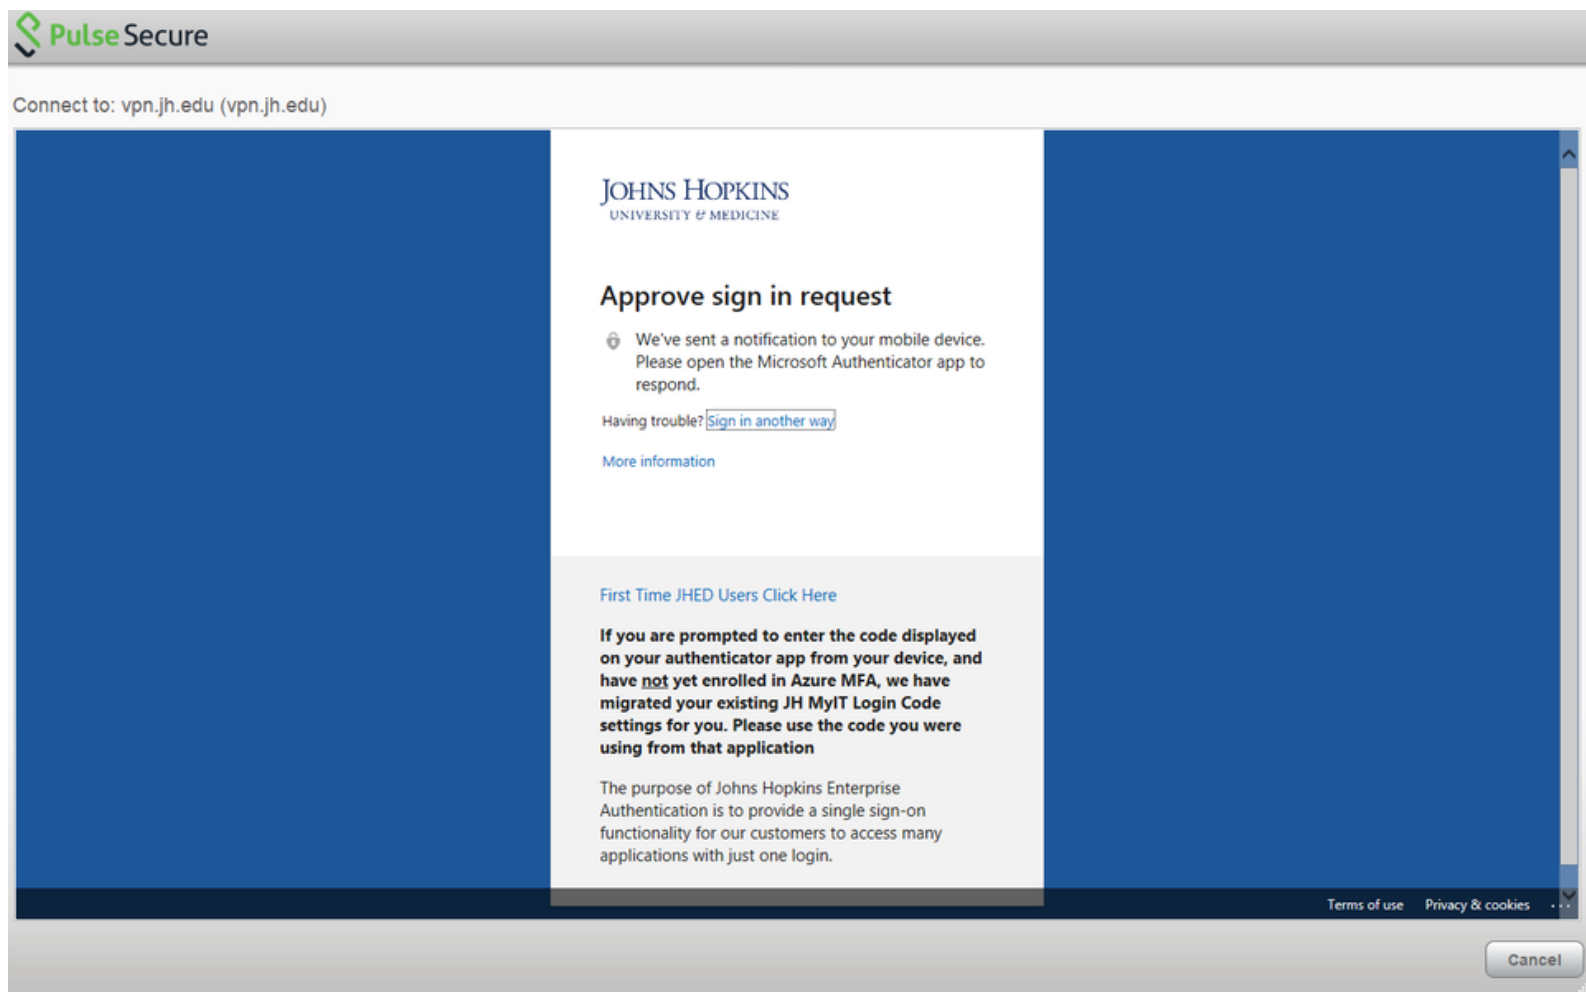 Pulse Secure
Connect to: vpn.jh.edu (vpn.jh.edu)
JOHNS HOPKINS
UNIVERSITY & MEDICINE
Approve sign in request
We've sent a notification to your mobile device.
Please open the Microsoft Authenticator app to
respond.
Having trouble? Sign in another way
More information
First Time JHED Users Click Here
If you are prompted to enter the code displayed
on your authenticator app from your device, and
have not yet enrolled in Azure MFA, we have
migrated your existing JH MyIT Login Code
settings for you. Please use the code you were
using from that application
The purpose of Johns Hopkins Enterprise
Authentication is to provide a single sign-on
functionality for our customers to access many
applications with just one login.
Terms of use Privacy & cookies ...
Cancel